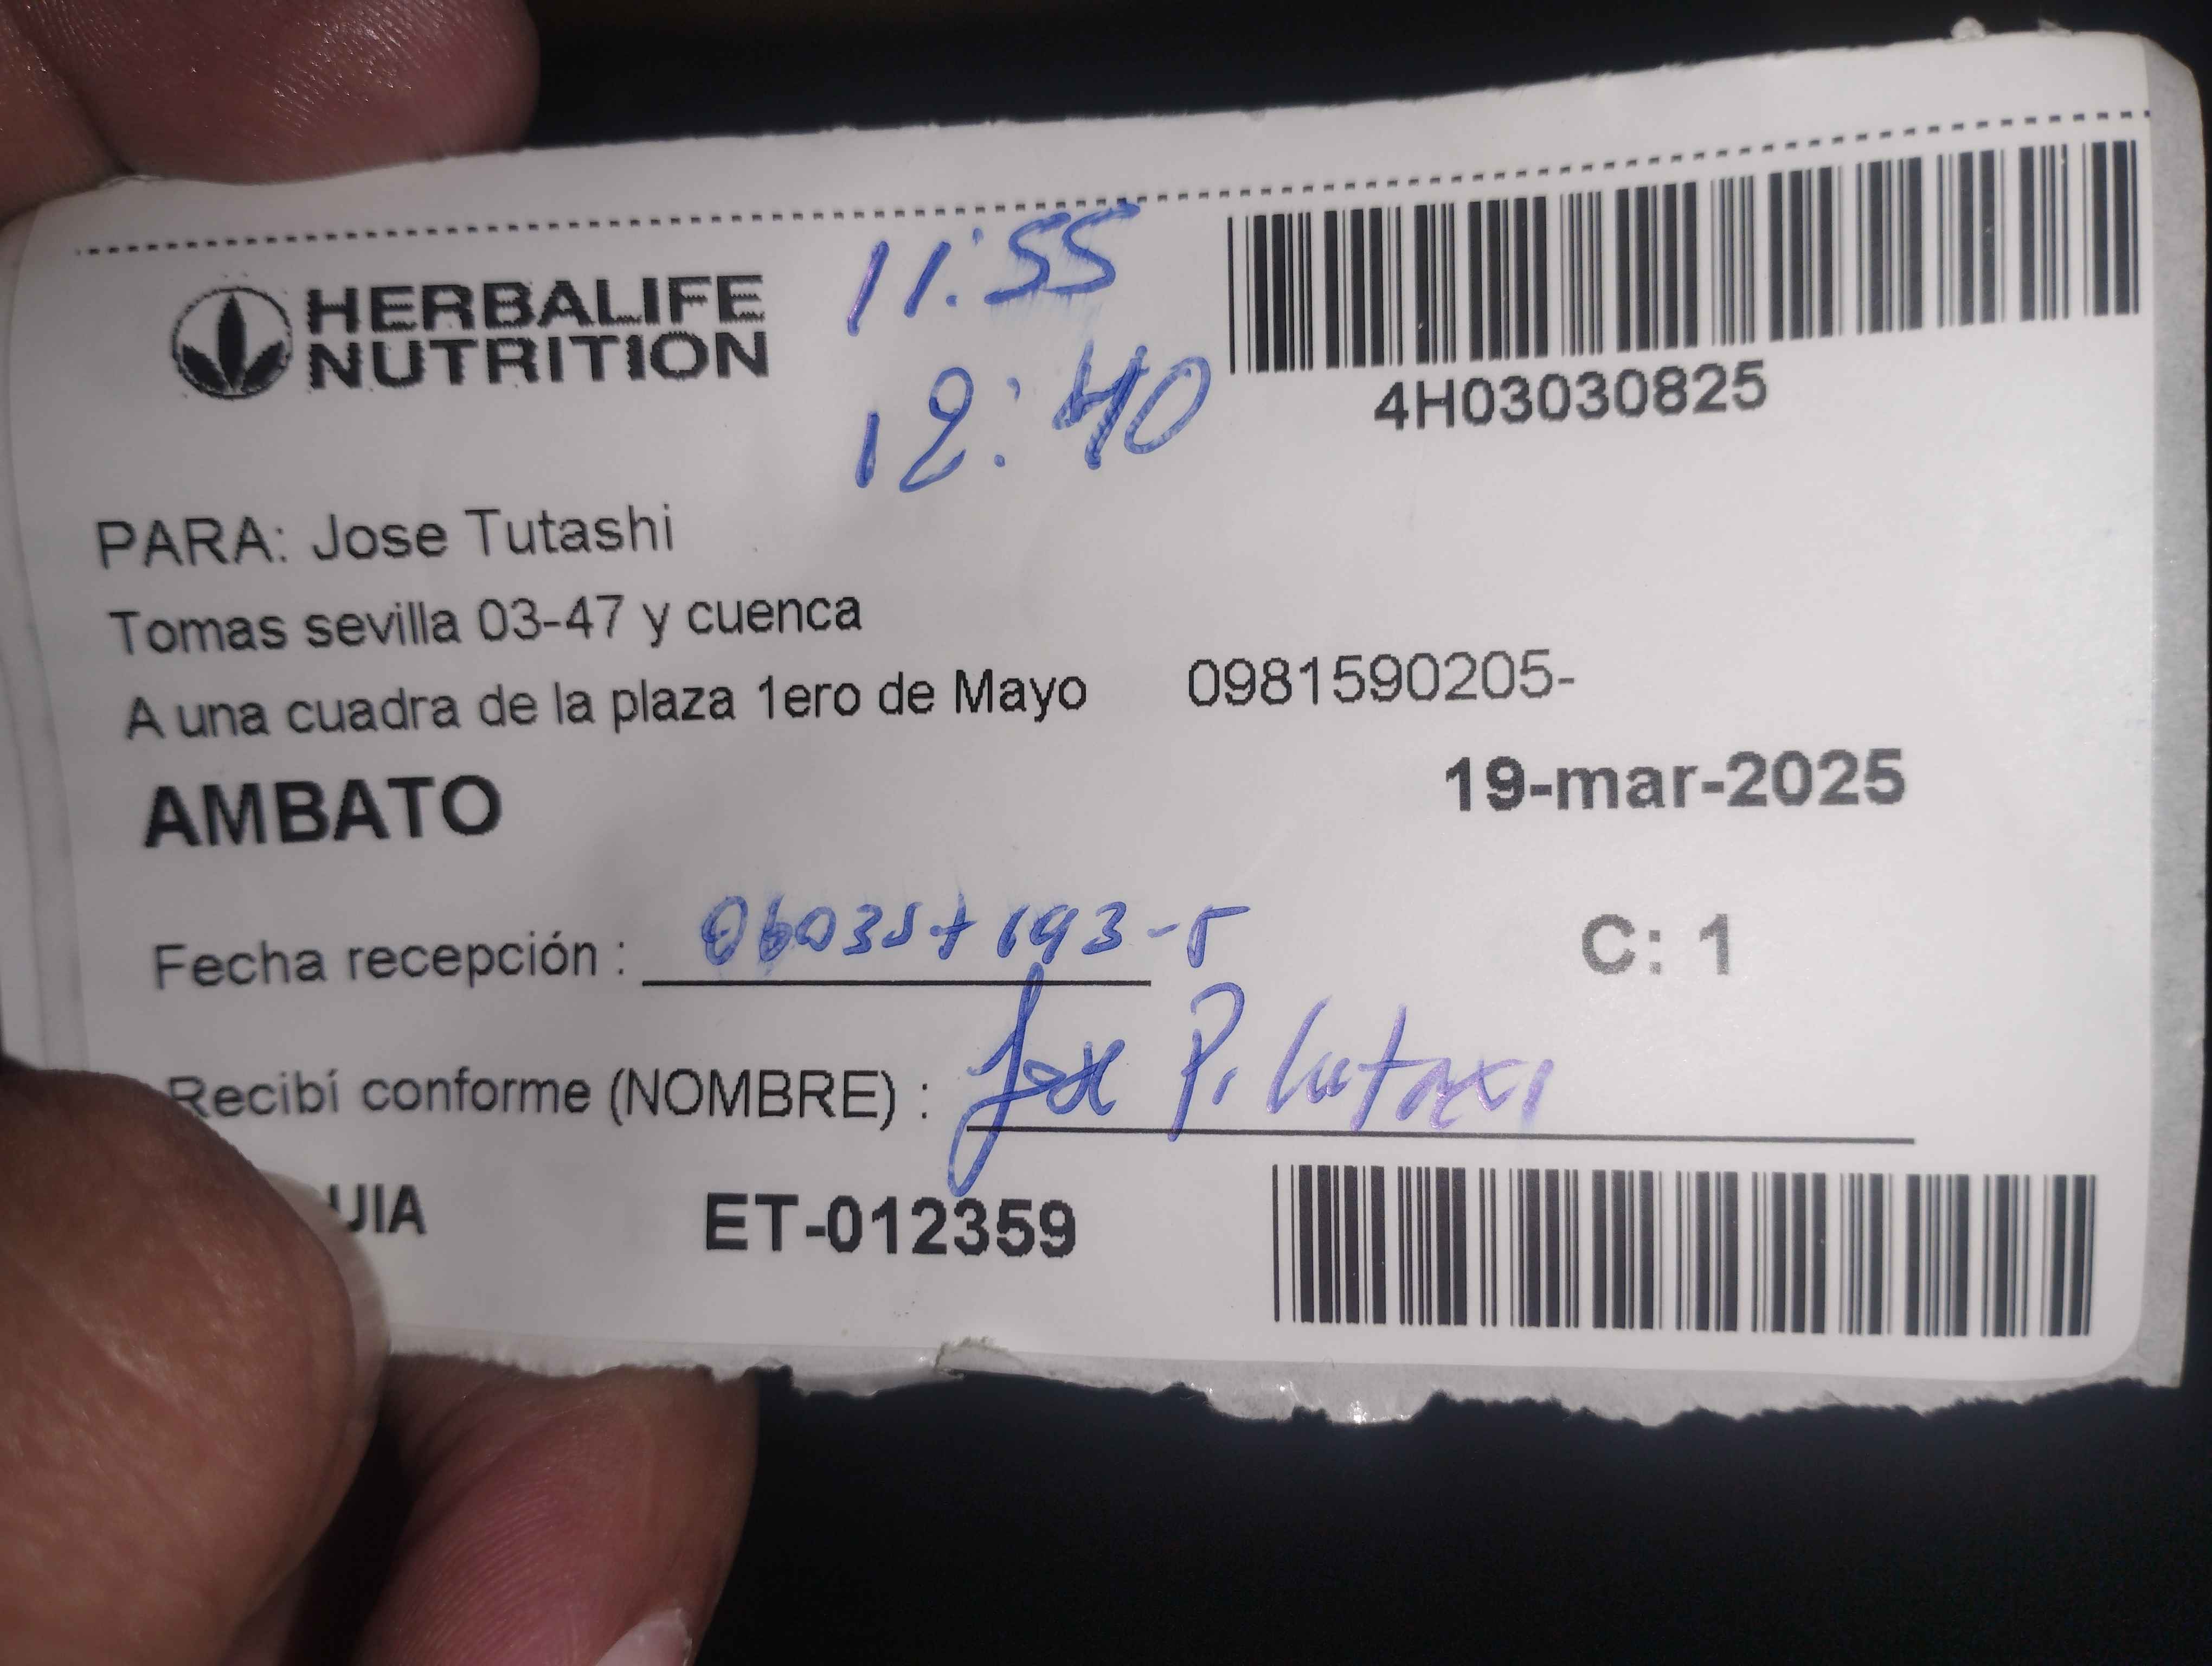 HERBALIFE
NUTRITION
11:55
12:40
4H03030825
PARA: Jose Tutashi
Tomas sevilla 03-47 y cuenca
A una cuadra de la plaza 1ero de Mayo 0981590205-
AMBATO
19-mar-2025
Fecha recepción : 
C: 1
Recibí conforme (NOMBRE) : Jose P.
UIA ET-012359